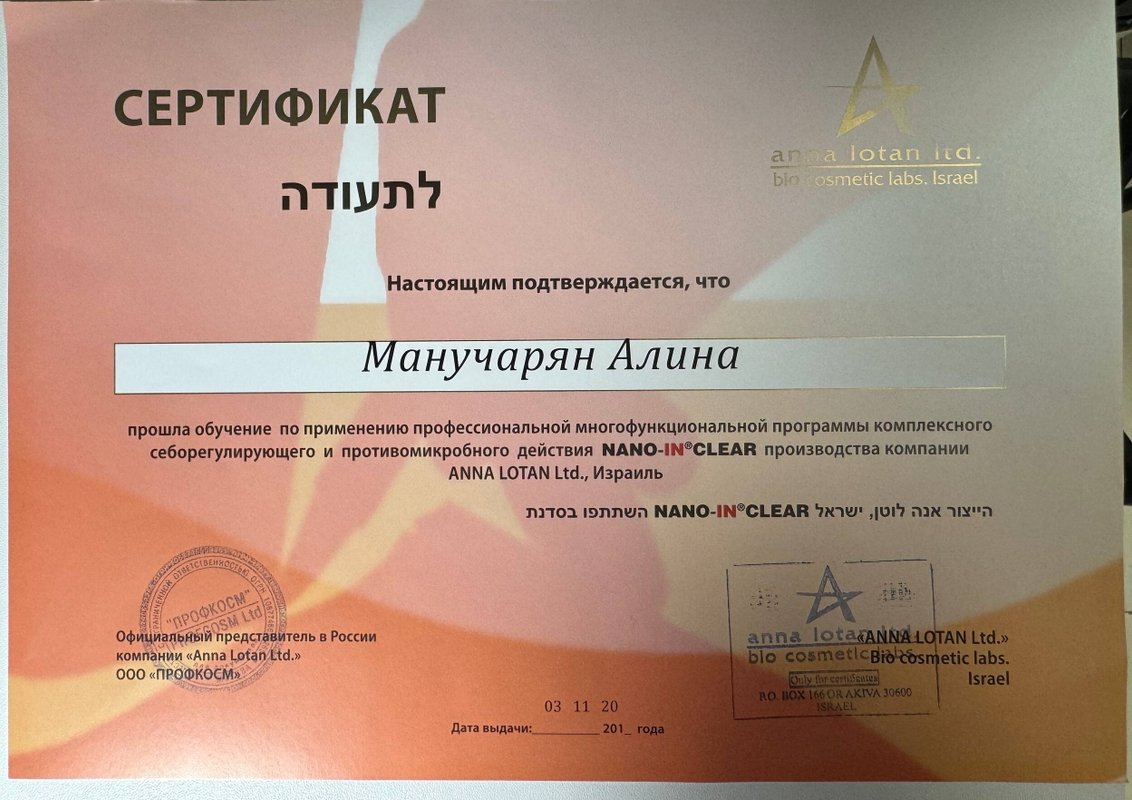 СЕРТИФИКАТ
לתעודה
anna lotan ltd.
bio cosmetic labs. Israel
Настоящим подтверждается, что
Манучарян Алина
прошла обучение по применению профессиональной многофункциональной программы комплексного
себорегулирующего и противомикробного действия NANO-IN®CLEAR производства компании
ANNA LOTAN Ltd., Израиль
הייצור אנה לוטן, ישראל NANO-IN®CLEAR השתתפו בסדנת
"ПРОФКОСМ"
Официальный представитель в России
компании «Anna Lotan Ltd.»
ООО «ПРОФКОСМ»
anna lotan ltd.
bio cosmetic labs.
Only for certificates
P.O. BOX 166 OR AKIVA 30600
ISRAEL
«ANNA LOTAN Ltd.»
Bio cosmetic labs.
Israel
03 11 20
Дата выдачи:__________ 201_ года